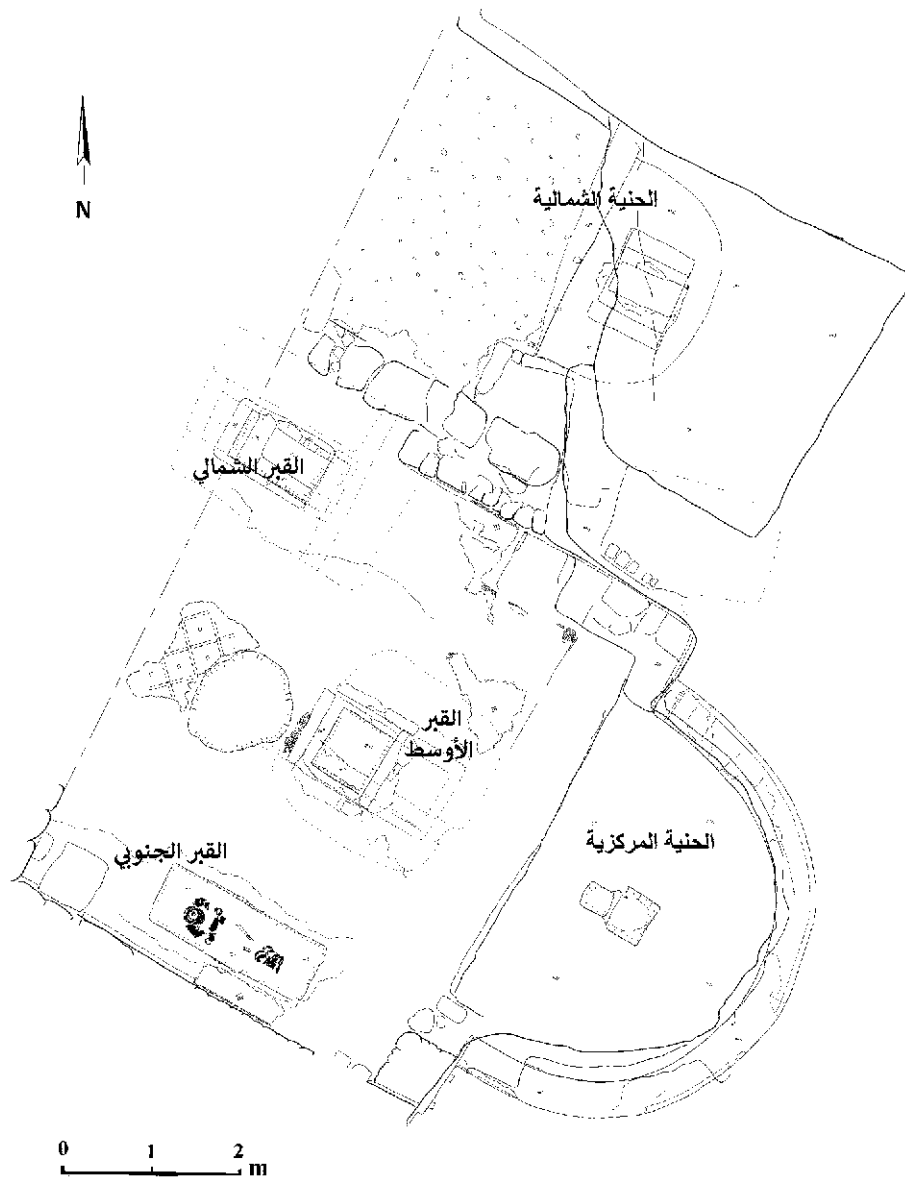 الحنية الشمالية
N
القبر الشمالي
القبر
الأوسط
الحنية المركزية
القبر الجنوبي
0 1 2 m